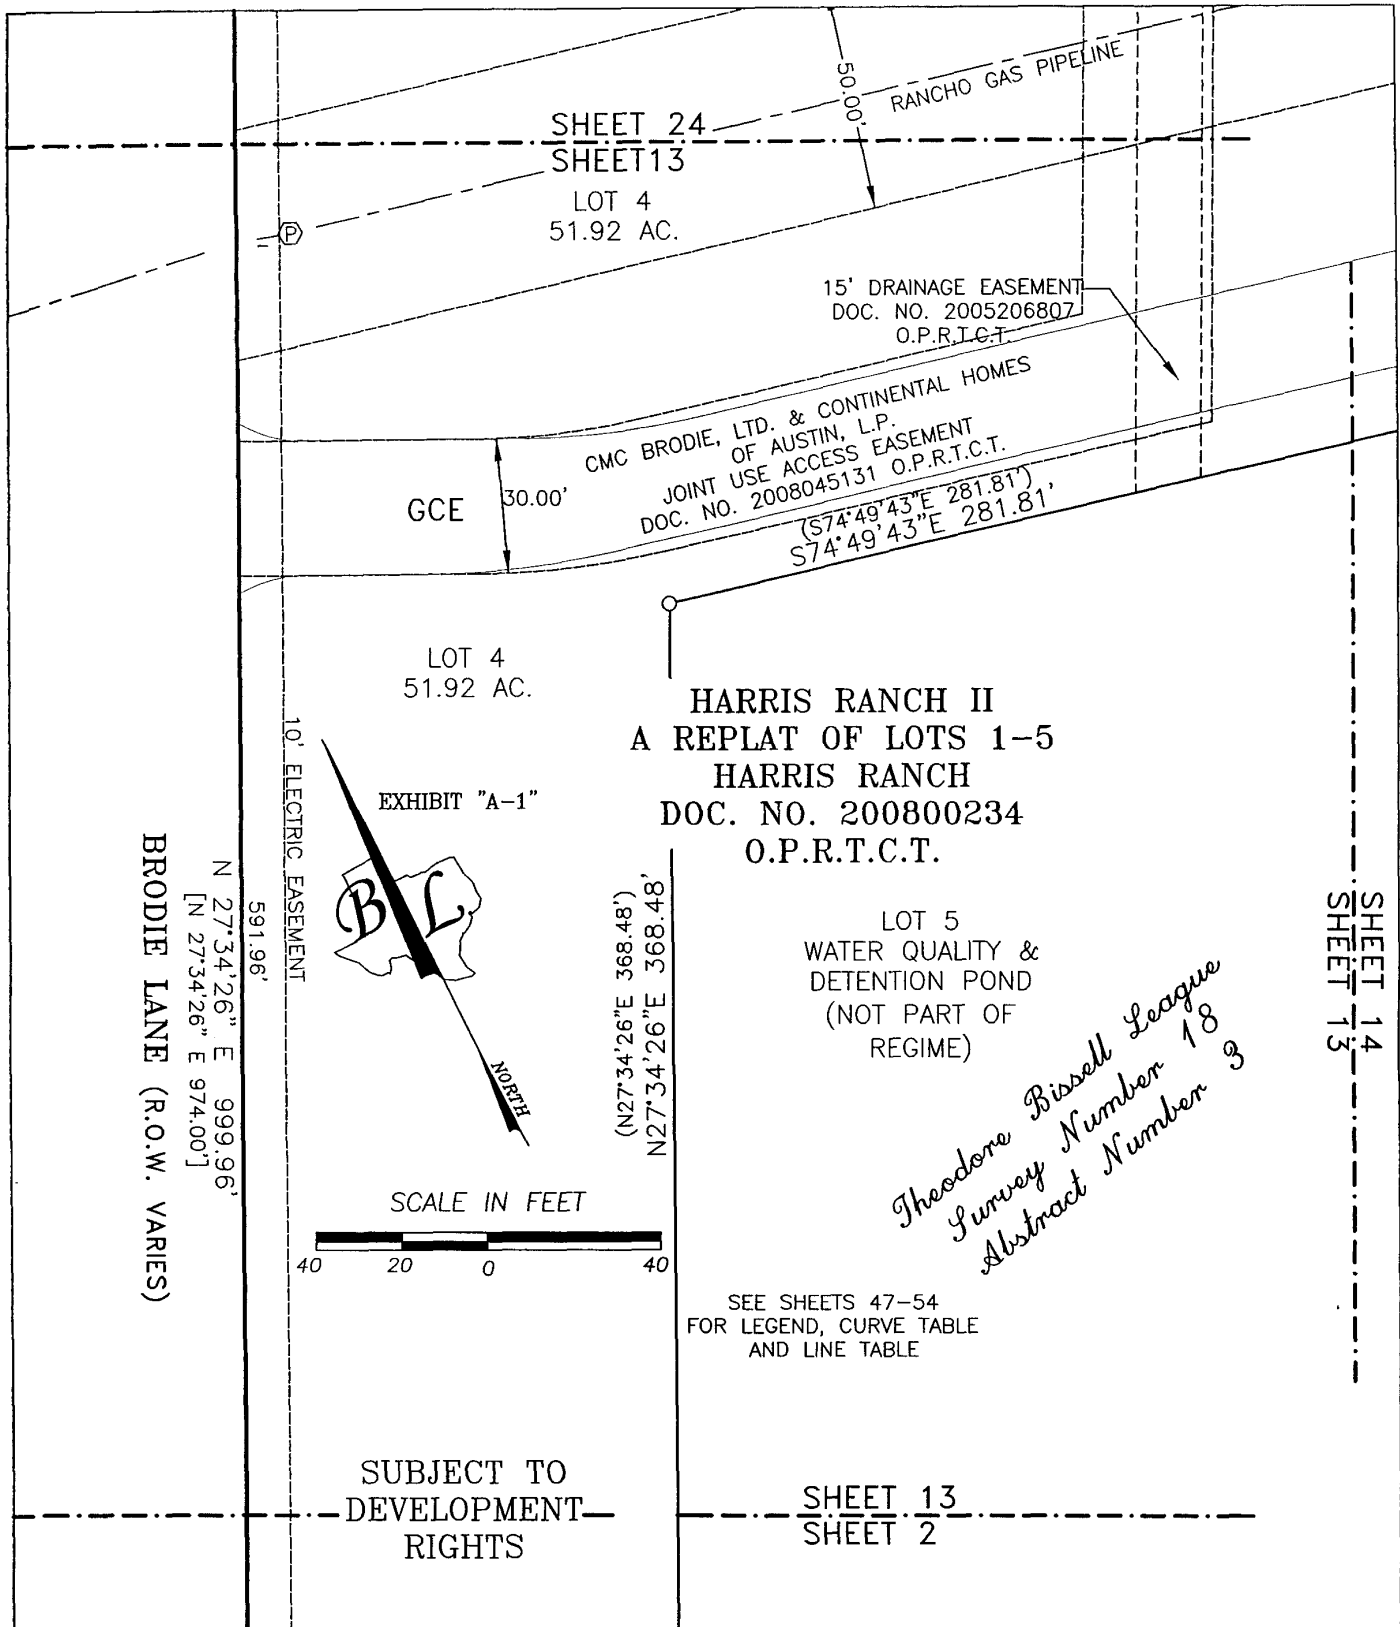 50.00'
RANCHO GAS PIPELINE
SHEET 24
SHEET13
LOT 4
51.92 AC.
P
15' DRAINAGE EASEMENT
DOC. NO. 2005206807
O.P.R.T.C.T.
CMC BRODIE, LTD. & CONTINENTAL HOMES
OF AUSTIN, L.P.
JOINT USE ACCESS EASEMENT
DOC. NO. 2008045131 O.P.R.T.C.T.
GCE
30.00'
(S74°49'43"E 281.81')
S74°49'43"E 281.81'
LOT 4
51.92 AC.
HARRIS RANCH II
A REPLAT OF LOTS 1-5
HARRIS RANCH
DOC. NO. 200800234
O.P.R.T.C.T.
10' ELECTRIC EASEMENT
EXHIBIT "A-1"
B L
NORTH
BRODIE LANE (R.O.W. VARIES)
591.96'
N 27°34'26" E 999.96'
[N 27°34'26" E 974.00']
(N27°34'26"E 368.48')
N27°34'26"E 368.48'
LOT 5
WATER QUALITY &
DETENTION POND
(NOT PART OF
REGIME)
SHEET 14
SHEET 13
Theodore Bissell League
Survey Number 18
Abstract Number 3
SCALE IN FEET
40 20 0 40
SEE SHEETS 47-54
FOR LEGEND, CURVE TABLE
AND LINE TABLE
SUBJECT TO
DEVELOPMENT
RIGHTS
SHEET 13
SHEET 2